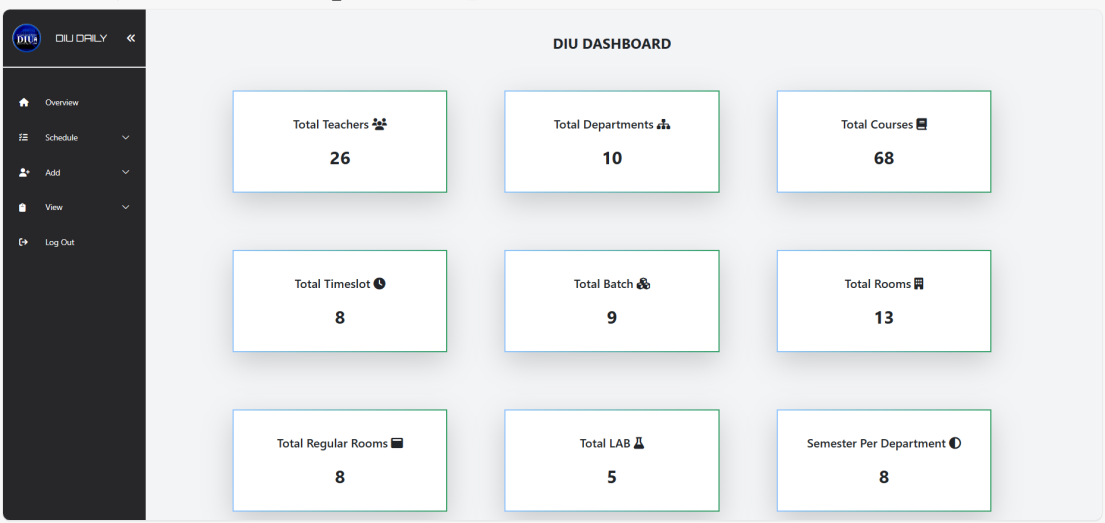 DIU DAILY
DIU DASHBOARD
Overview
Schedule
Add
View
Log Out
Total Teachers
26
Total Departments
10
Total Courses
68
Total Timeslot
8
Total Batch
9
Total Rooms
13
Total Regular Rooms
8
Total LAB
5
Semester Per Department
8